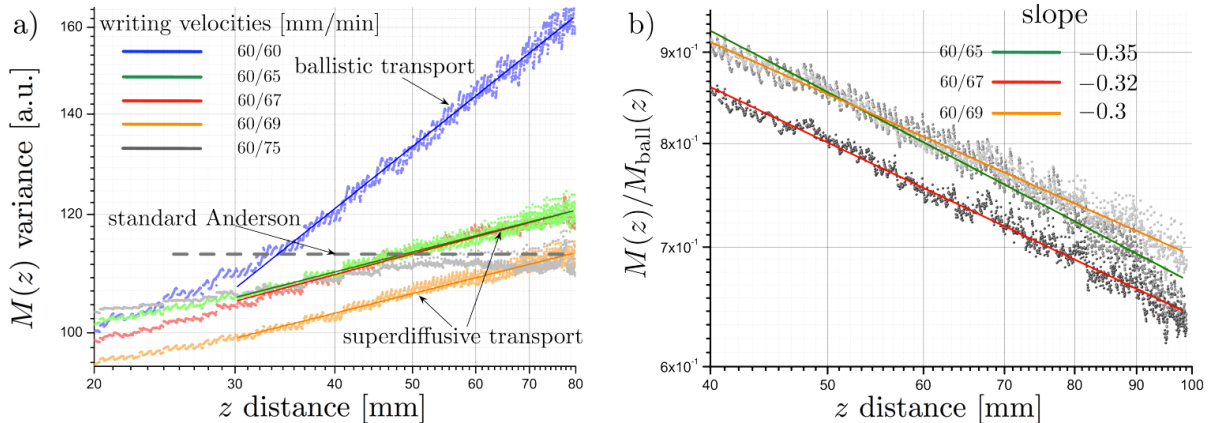 a)
writing velocities [mm/min]
60/60
60/65
60/67
60/69
60/75
ballistic transport
standard Anderson
superdiffusive transport
M(z) variance [a.u.]
160
140
120
100
20
30
40
50
60
70
80
z distance [mm]
b)
slope
60/65 −0.35
60/67 −0.32
60/69 −0.3
M(z)/M_ball(z)
9x10⁻¹
8x10⁻¹
7x10⁻¹
6x10⁻¹
40
50
60
70
80
90
100
z distance [mm]